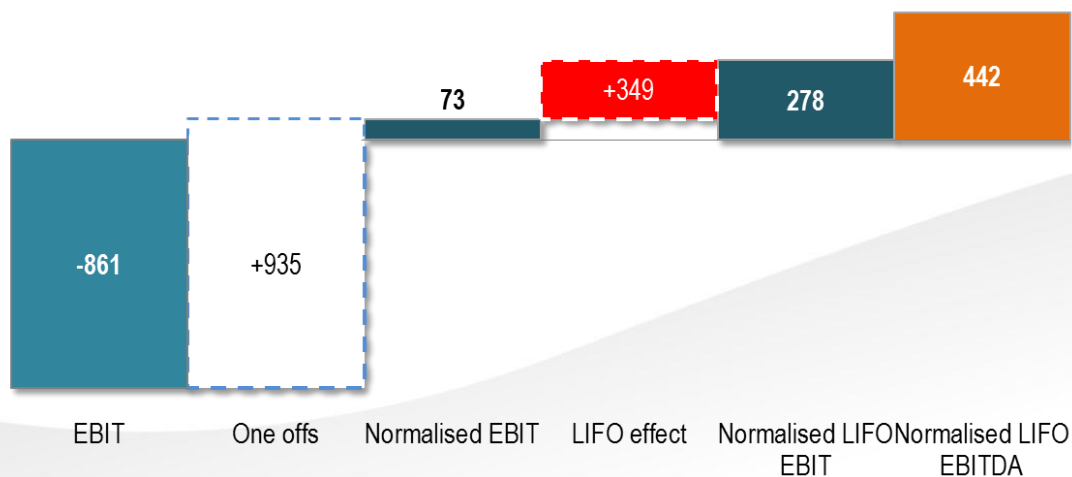 442
+349
278
73
-861
+935
EBIT
One offs
Normalised EBIT
LIFO effect
Normalised LIFO
EBIT
Normalised LIFO
EBITDA